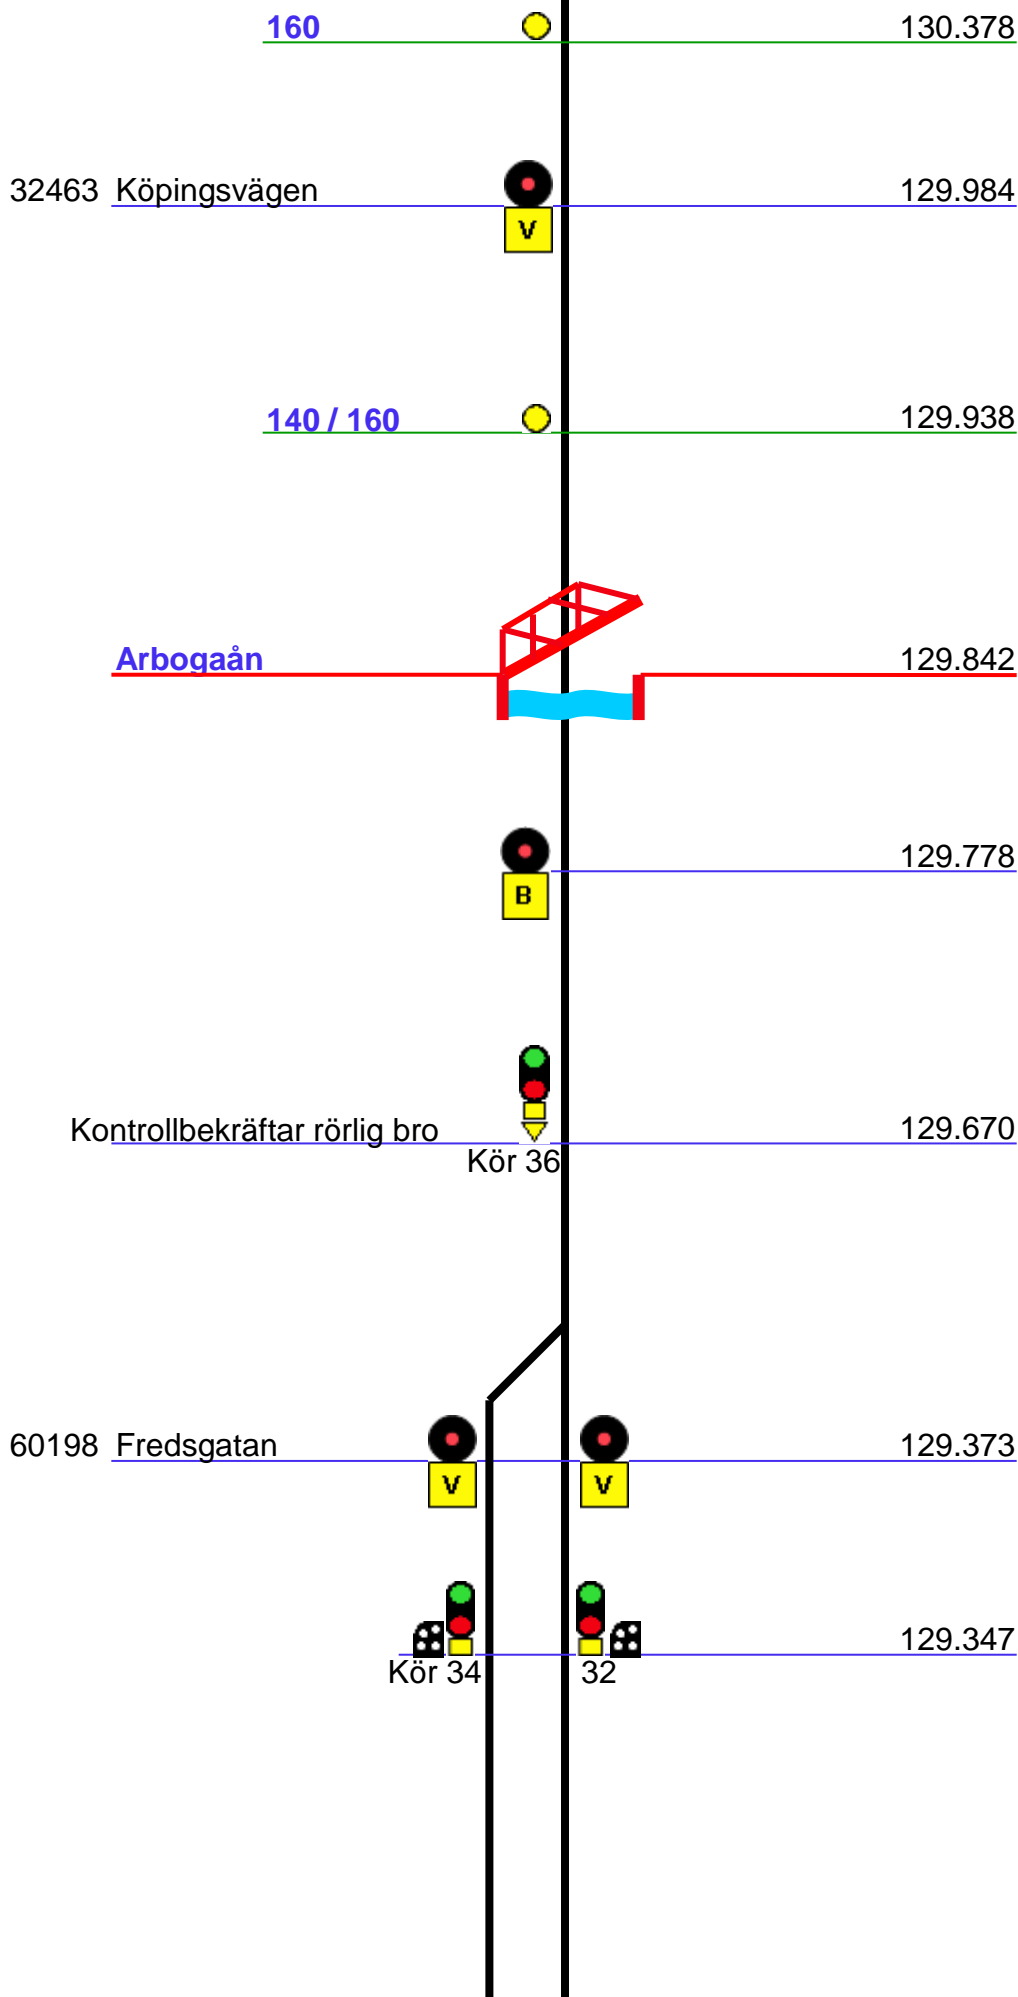 160 130.378
32463 Köpingsvägen 129.984
V
140 / 160 129.938
Arbogaån 129.842
129.778
B
Kontrollbekräftar rörlig bro 129.670
Kör 36
60198 Fredsgatan 129.373
V V
129.347
Kör 34 32